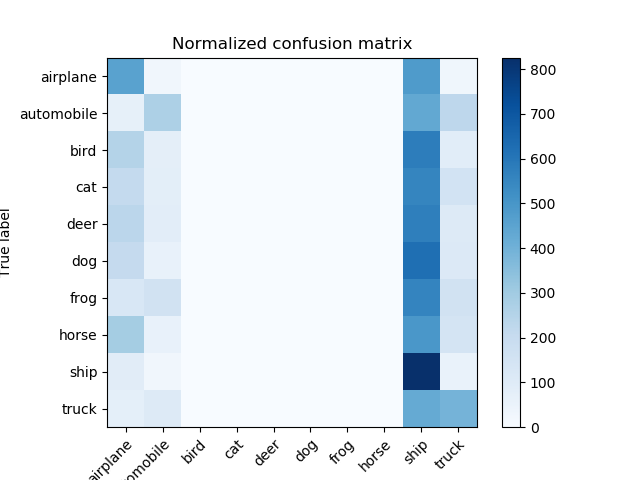 Normalized confusion matrix
True label
airplane
automobile
bird
cat
deer
dog
frog
horse
ship
truck
airplane
omobile
bird
cat
deer
dog
frog
horse
ship
truck
800
700
600
500
400
300
200
100
0